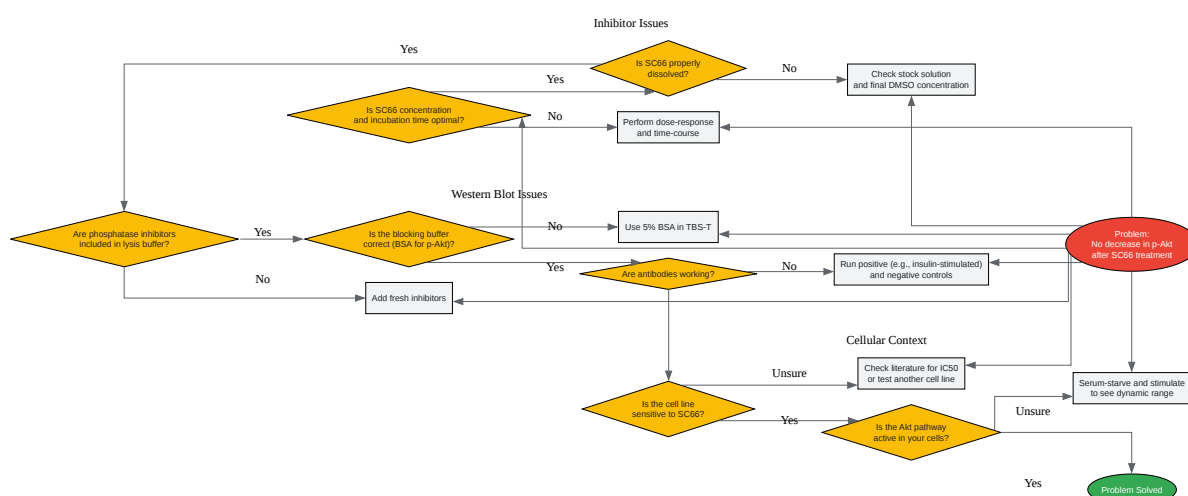 Inhibitor Issues
Yes
Is SC66 properly
dissolved?
No
Check stock solution
and final DMSO concentration
Yes
Is SC66 concentration
and incubation time optimal?
No
Perform dose-response
and time-course
Western Blot Issues
Are phosphatase inhibitors
included in lysis buffer?
Yes
Is the blocking buffer
correct (BSA for p-Akt)?
No
Use 5% BSA in TBS-T
Problem:
No decrease in p-Akt
after SC66 treatment
Yes
Are antibodies working?
No
Run positive (e.g., insulin-stimulated)
and negative controls
No
Add fresh inhibitors
Cellular Context
Unsure
Check literature for IC50
or test another cell line
Is the cell line
sensitive to SC66?
Yes
Is the Akt pathway
active in your cells?
Unsure
Serum-starve and stimulate
to see dynamic range
Yes
Problem Solved